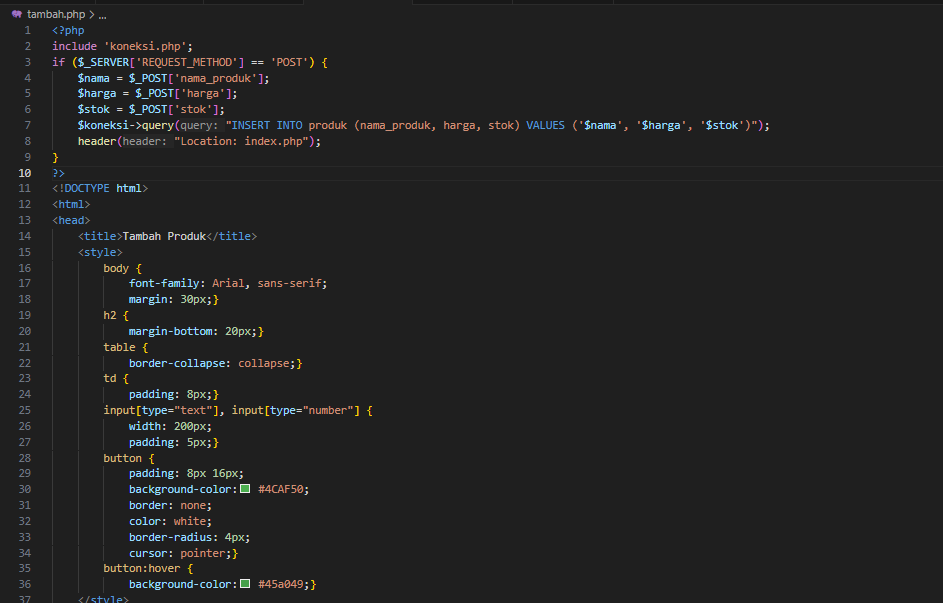 tambah.php > ...
1 <?php
2 include 'koneksi.php';
3 if ($_SERVER['REQUEST_METHOD'] == 'POST') {
4     $nama = $_POST['nama_produk'];
5     $harga = $_POST['harga'];
6     $stok = $_POST['stok'];
7     $koneksi->query(query: "INSERT INTO produk (nama_produk, harga, stok) VALUES ('$nama', '$harga', '$stok')");
8     header(header: "Location: index.php");
9 }
10 ?>
11 <!DOCTYPE html>
12 <html>
13 <head>
14     <title>Tambah Produk</title>
15     <style>
16         body {
17             font-family: Arial, sans-serif;
18             margin: 30px;}
19         h2 {
20             margin-bottom: 20px;}
21         table {
22             border-collapse: collapse;}
23         td {
24             padding: 8px;}
25         input[type="text"], input[type="number"] {
26             width: 200px;
27             padding: 5px;}
28         button {
29             padding: 8px 16px;
30             background-color: #4CAF50;
31             border: none;
32             color: white;
33             border-radius: 4px;
34             cursor: pointer;}
35         button:hover {
36             background-color: #45a049;}
37     </style>